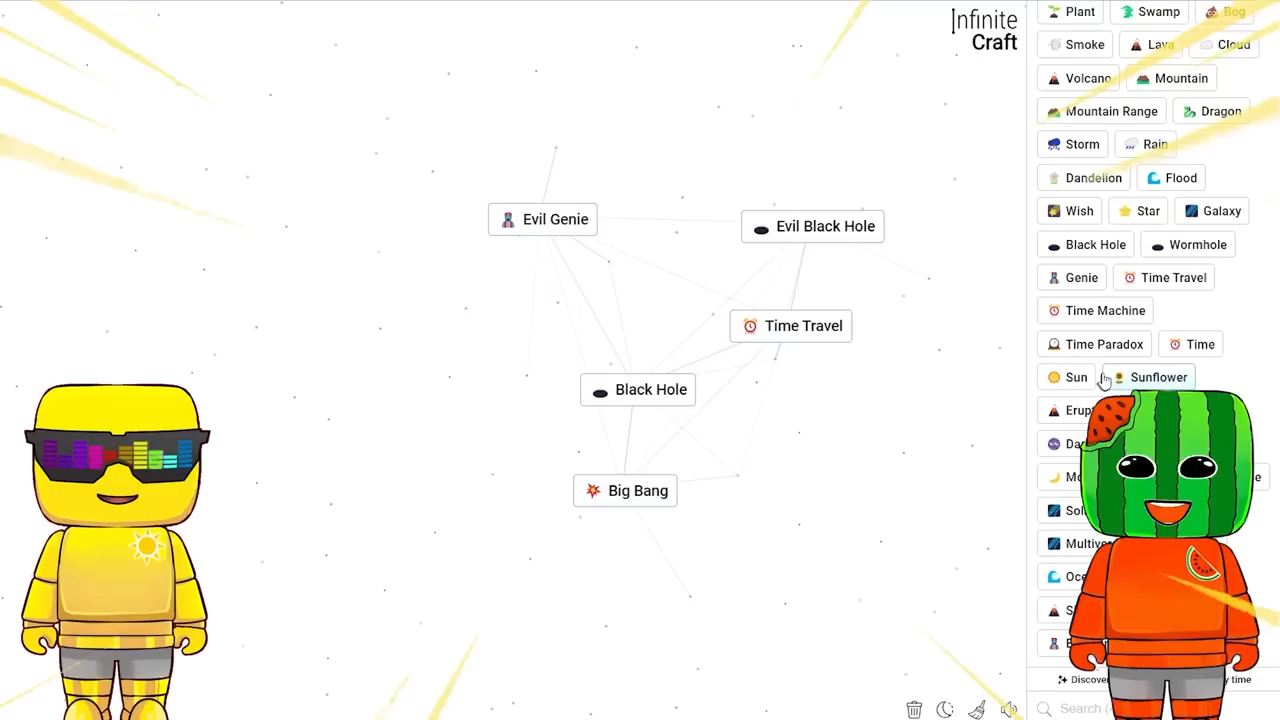 Infinite
Craft
Evil Genie
Evil Black Hole
Time Travel
Black Hole
Big Bang
Plant Swamp Bog
Smoke Lava Cloud
Volcano Mountain
Mountain Range Dragon
Storm Rain
Dandelion Flood
Wish Star Galaxy
Black Hole Wormhole
Genie Time Travel
Time Machine
Time Paradox Time
Sun Sunflower
Search